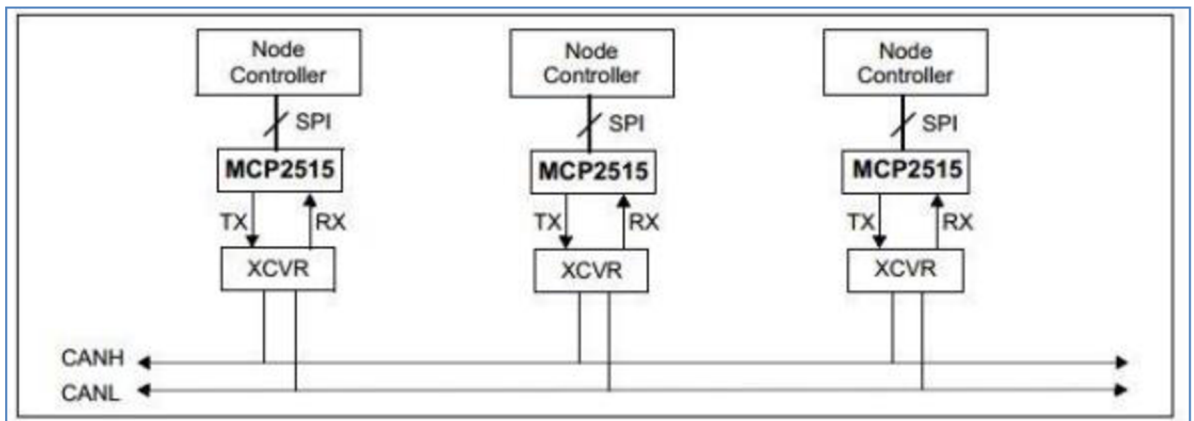 Node
Controller
Node
Controller
Node
Controller
SPI
SPI
SPI
MCP2515
MCP2515
MCP2515
TX
RX
TX
RX
TX
RX
XCVR
XCVR
XCVR
CANH
CANL